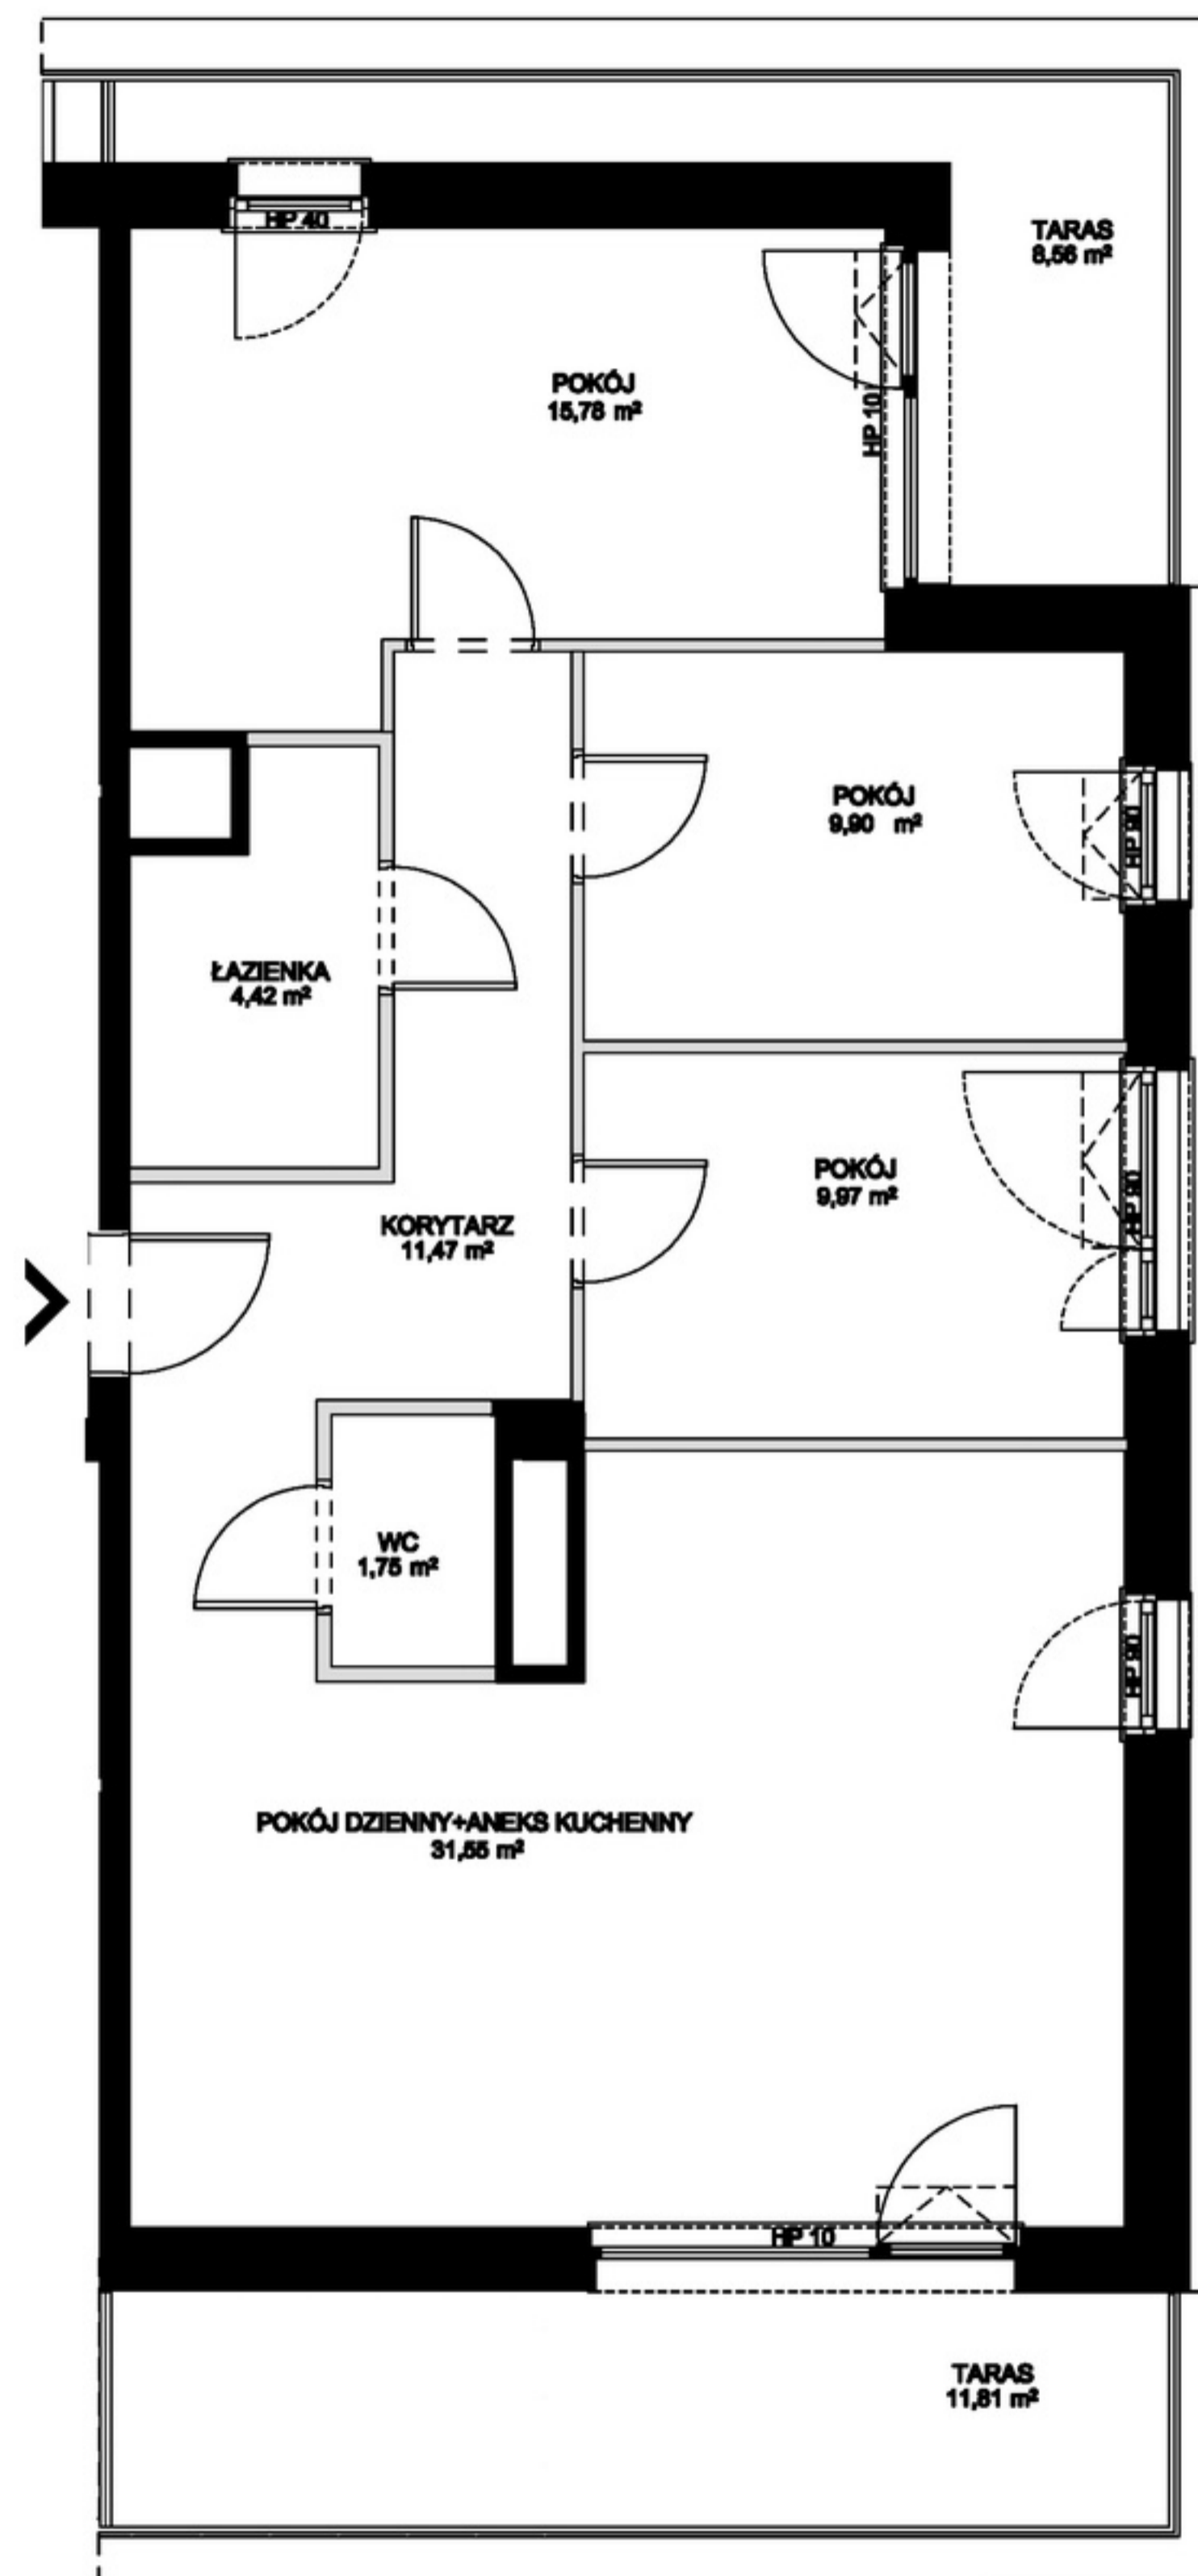 HP 40
TARAS
8,56 m²
POKÓJ
15,78 m²
HP 10
POKÓJ
9,90 m²
HP 90
ŁAZIENKA
4,42 m²
POKÓJ
9,97 m²
HP 90
KORYTARZ
11,47 m²
WC
1,75 m²
HP 90
POKÓJ DZIENNY+ANEKS KUCHENNY
31,55 m²
HP 10
TARAS
11,81 m²